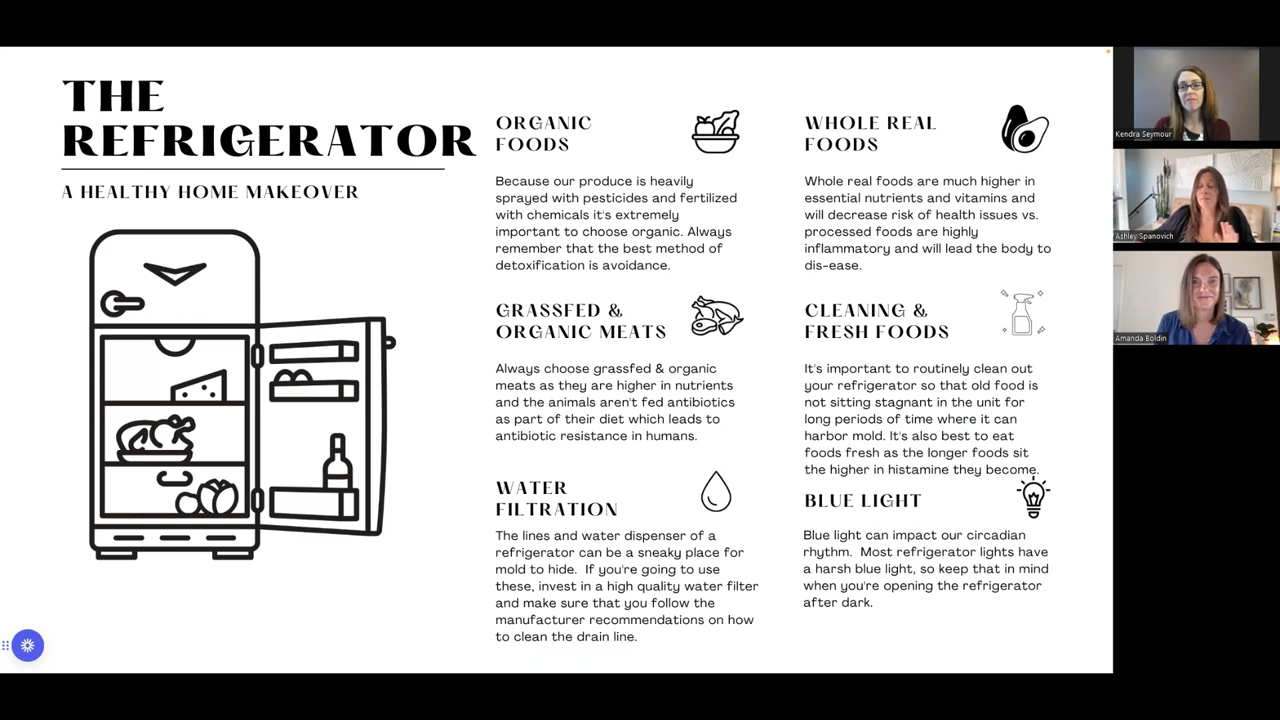 THE
REFRIGERATOR
A HEALTHY HOME MAKEOVER
ORGANIC
FOODS
Because our produce is heavily
sprayed with pesticides and fertilized
with chemicals it's extremely
important to choose organic. Always
remember that the best method of
detoxification is avoidance.
GRASSFED &
ORGANIC MEATS
Always choose grassfed & organic
meats as they are higher in nutrients
and the animals aren't fed antibiotics
as part of their diet which leads to
antibiotic resistance in humans.
WATER
FILTRATION
The lines and water dispenser of a
refrigerator can be a sneaky place for
mold to hide.  If you're going to use
these, invest in a high quality water filter
and make sure that you follow the
manufacturer recommendations on how
to clean the drain line.
WHOLE REAL
FOODS
Whole real foods are much higher in
essential nutrients and vitamins and
will decrease risk of health issues vs.
processed foods are highly
inflammatory and will lead the body to
dis-ease.
CLEANING &
FRESH FOODS
It's important to routinely clean out
your refrigerator so that old food is
not sitting stagnant in the unit for
long periods of time where it can
harbor mold. It's also best to eat
foods fresh as the longer foods sit
the higher in histamine they become.
BLUE LIGHT
Blue light can impact our circadian
rhythm.  Most refrigerator lights have
a harsh blue light, so keep that in mind
when you're opening the refrigerator
after dark.
Kendra Seymour
Ashley Spanovich
Amanda Boldin